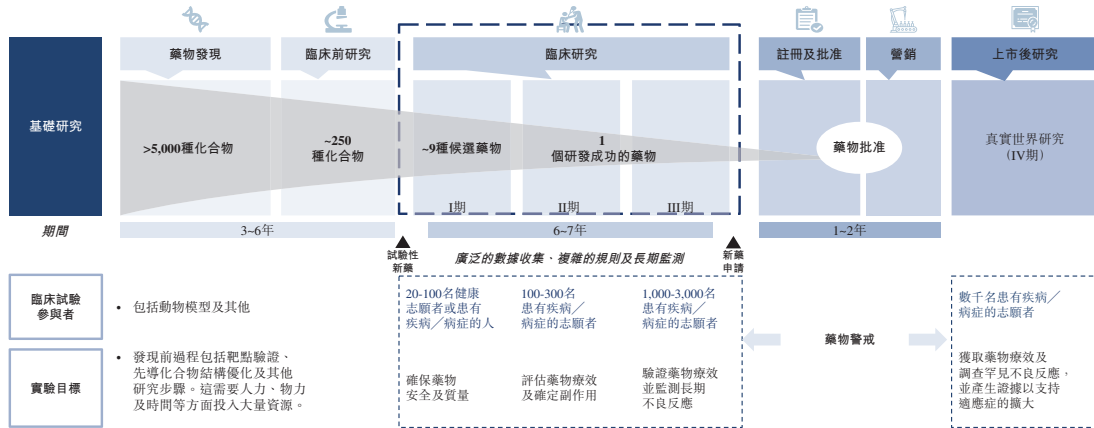 藥物發現
臨床前研究
臨床研究
註冊及批准
營銷
上市後研究
基礎研究
>5,000種化合物
~250
種化合物
~9種候選藥物
1
個研發成功的藥物
藥物批准
真實世界研究
(IV期)
I期
II期
III期
期間
3~6年
6~7年
1~2年
試驗性
新藥
廣泛的數據收集、複雜的規則及長期監測
新藥
申請
臨床試驗
參與者
• 包括動物模型及其他
20-100名健康
志願者或患有
疾病╱病症的人
100-300名
患有疾病╱
病症的志願者
1,000-3,000名
患有疾病╱
病症的志願者
藥物警戒
數千名患有疾病╱
病症的志願者
實驗目標
• 發現前過程包括靶點驗證、
先導化合物結構優化及其他
研究步驟。這需要人力、物力
及時間等方面投入大量資源。
確保藥物
安全及質量
評估藥物療效
及確定副作用
驗證藥物療效
並監測長期
不良反應
獲取藥物療效及
調查罕見不良反應，
並產生證據以支持
適應症的擴大